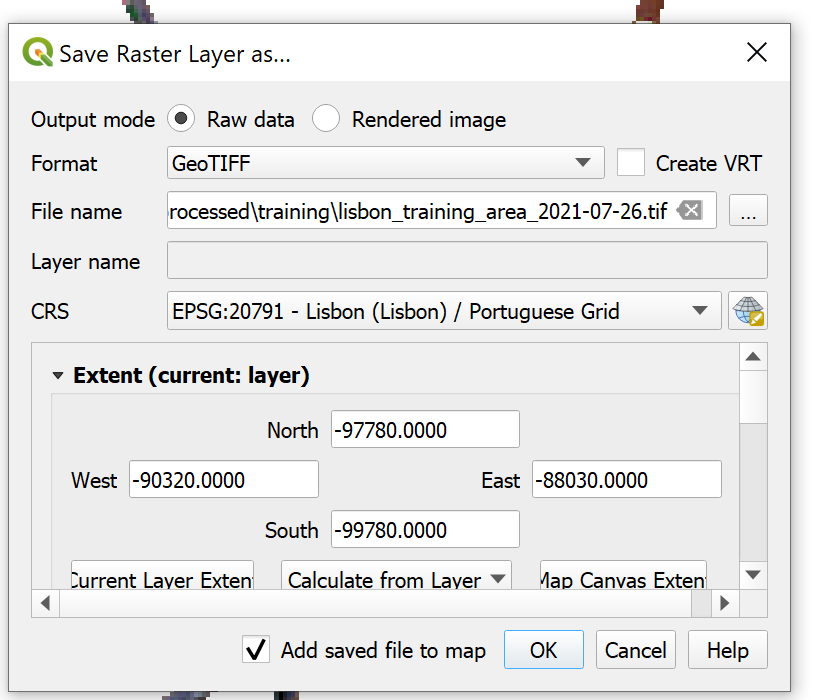 Save Raster Layer as...
Output mode Raw data Rendered image
Format GeoTIFF Create VRT
File name rocessed\training\lisbon_training_area_2021-07-26.tif ...
Layer name
CRS EPSG:20791 - Lisbon (Lisbon) / Portuguese Grid
Extent (current: layer)
North -97780.0000
West -90320.0000 East -88030.0000
South -99780.0000
Current Layer Exten Calculate from Layer Map Canvas Exten
Add saved file to map OK Cancel Help